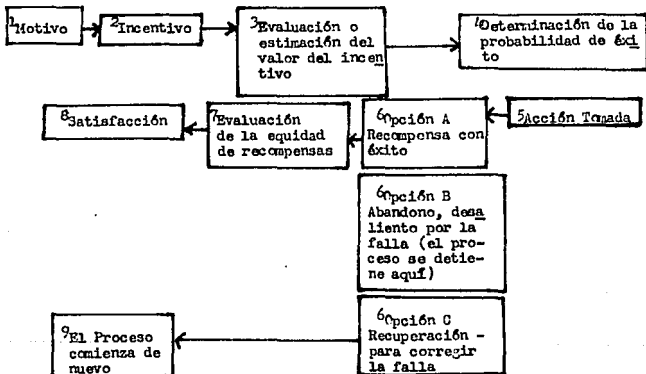 1Motivo
2Incentivo
3Evaluación o
estimación del
valor del incen
tivo
4Determinación de la
probabilidad de éxi
to
8Satisfacción
7Evaluación
de la equidad
de recompensas
6Opción A
Recompensa con
éxito
5Acción Tomada
6Opción B
Abandono, desa
liento por la
falla (el pro-
ceso se detie-
ne aquí)
9El Proceso
comienza de
nuevo
6Opción C
Recuperación -
para corregir
la falla